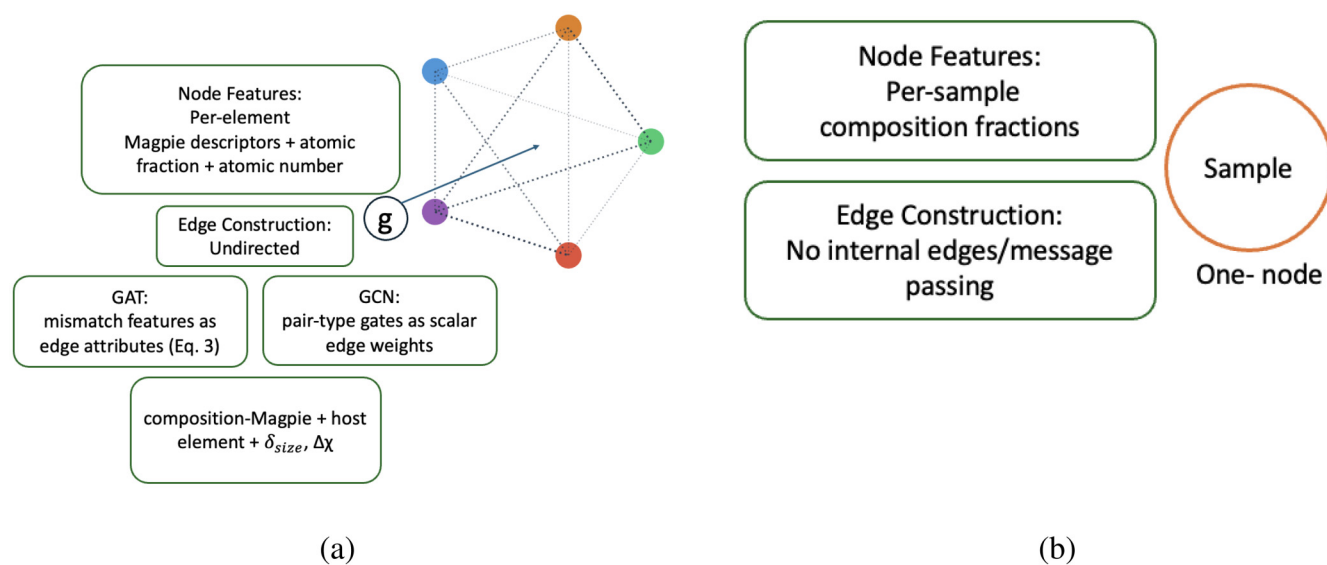 Node Features:
Per-element
Magpie descriptors + atomic
fraction + atomic number
g
Edge Construction:
Undirected
GAT:
mismatch features as
edge attributes (Eq. 3)
GCN:
pair-type gates as scalar
edge weights
composition-Magpie + host
element + δ_size, Δχ
(a)
Node Features:
Per-sample
composition fractions
Edge Construction:
No internal edges/message
passing
Sample
One- node
(b)